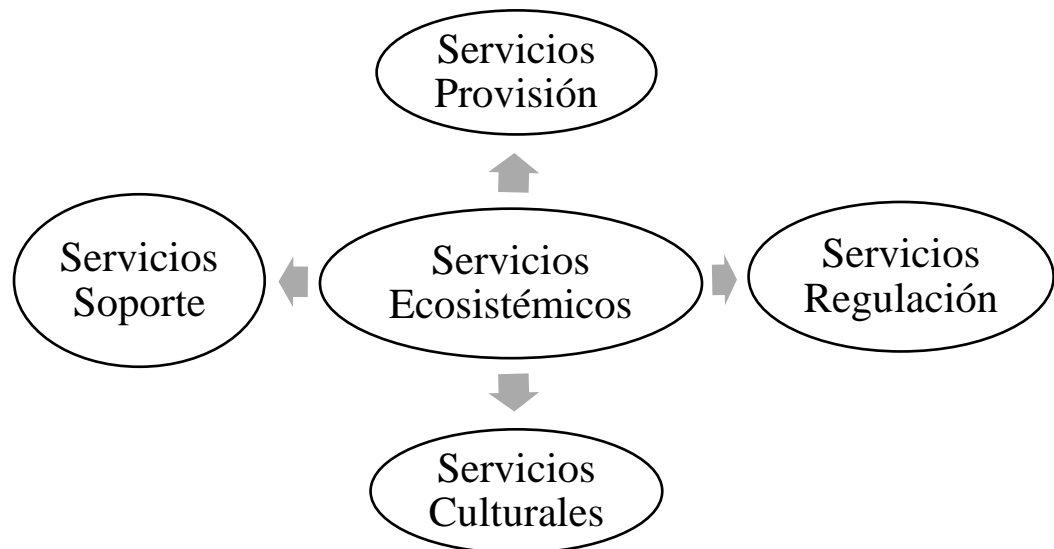 Servicios
Provisión
Servicios
Soporte
Servicios
Ecosistémicos
Servicios
Regulación
Servicios
Culturales